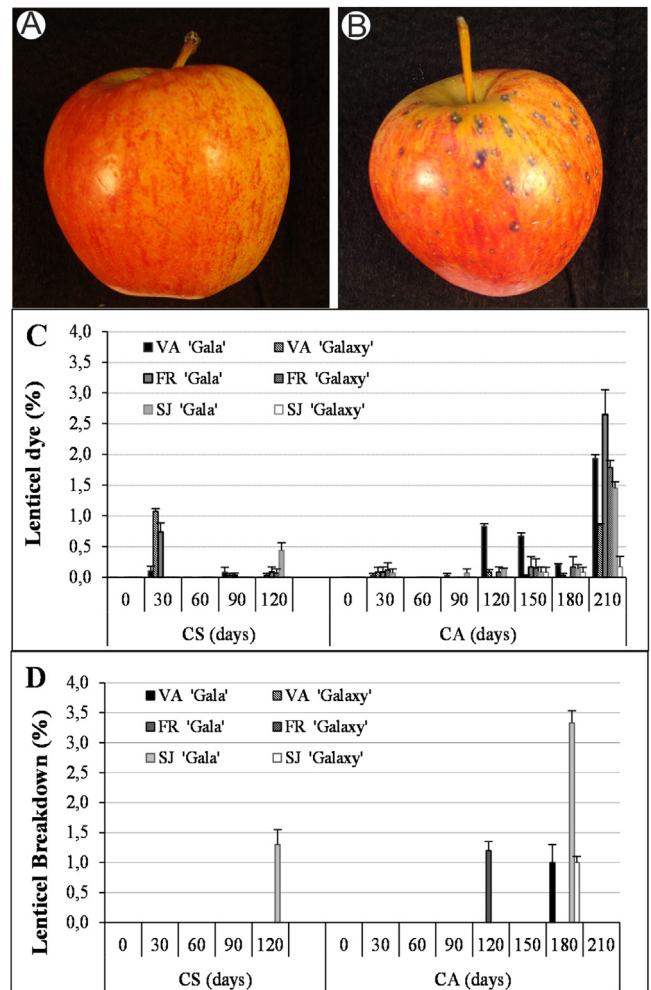 A
B
C
Lenticel dye (%)
4,0
3,5
3,0
2,5
2,0
1,5
1,0
0,5
0,0
VA 'Gala' VA 'Galaxy'
FR 'Gala' FR 'Galaxy'
SJ 'Gala' SJ 'Galaxy'
0 30 60 90 120 0 30 60 90 120 150 180 210
CS (days) CA (days)
D
Lenticel Breakdown (%)
4,0
3,5
3,0
2,5
2,0
1,5
1,0
0,5
0,0
VA 'Gala' VA 'Galaxy'
FR 'Gala' FR 'Galaxy'
SJ 'Gala' SJ 'Galaxy'
0 30 60 90 120 0 30 60 90 120 150 180 210
CS (days) CA (days)